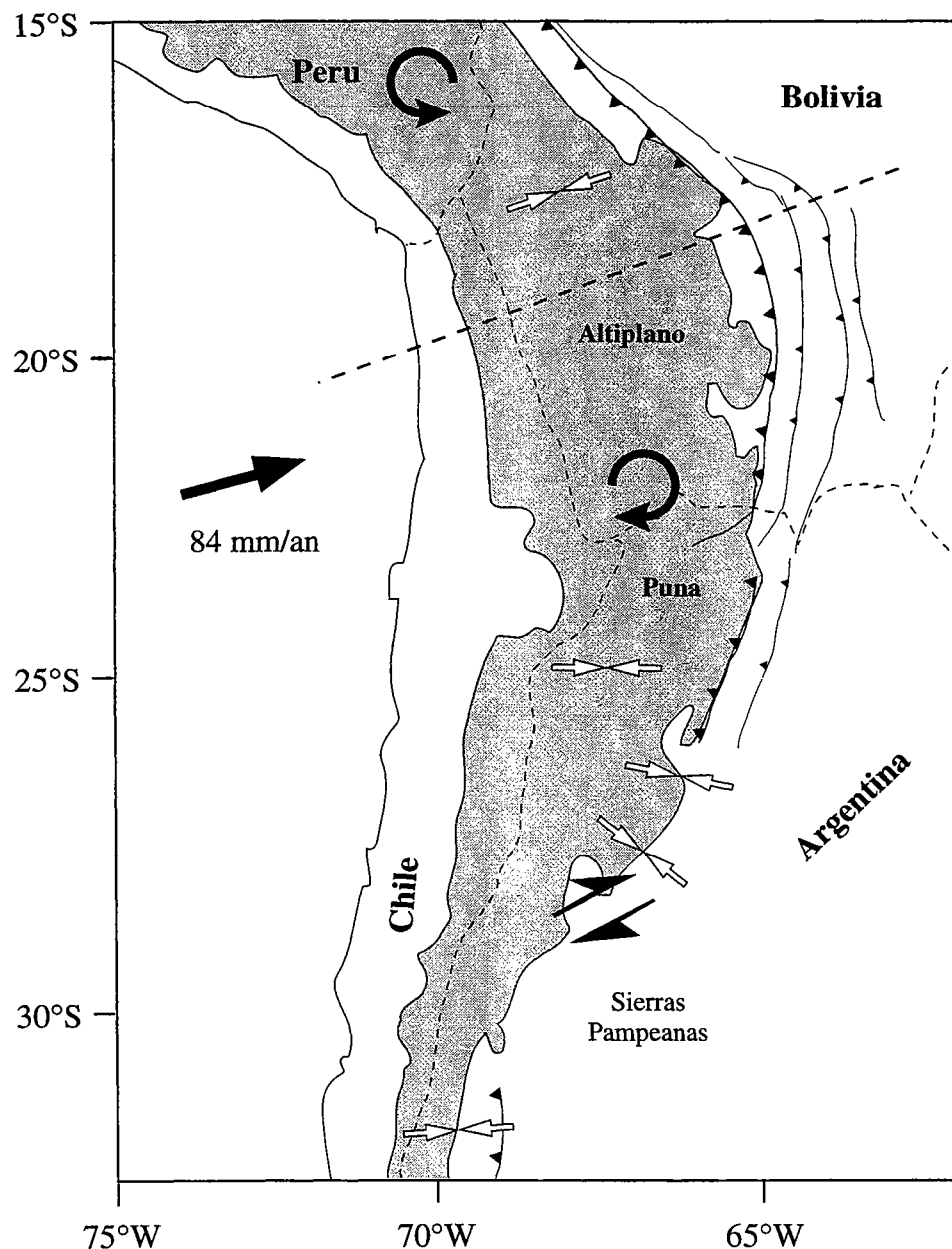 15°S
Peru
Bolivia
Altiplano
20°S
84 mm/an
Puna
25°S
Argentina
Chile
30°S
Sierras
Pampeanas
75°W
70°W
65°W